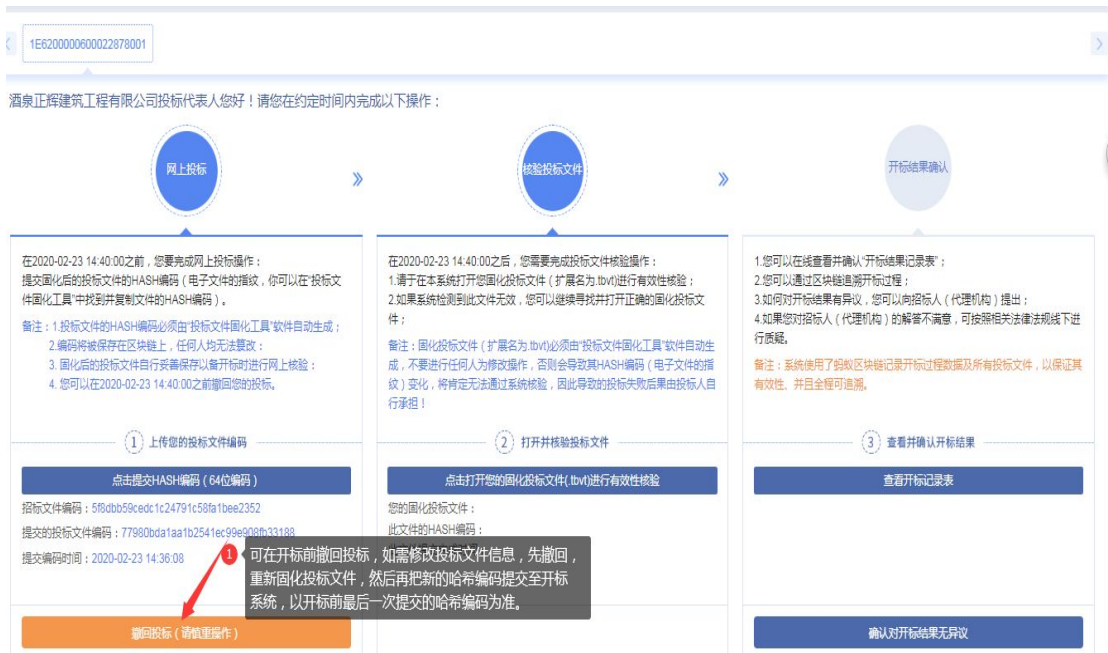 1E6200000600022878001
酒泉正辉建筑工程有限公司投标代表人您好！请您在约定时间内完成以下操作：
网上投标
核验投标文件
开标结果确认
在2020-02-23 14:40:00之前，您要完成网上投标操作：
提交固化后的投标文件的HASH编码（电子文件的指纹，你可以在“投标文
件固化工具”中找到并复制文件的HASH编码）。
备注：1.投标文件的HASH编码必须由“投标文件固化工具”软件自动生成；
2.编码将被保存在区块链上，任何人均无法篡改；
3. 固化后的投标文件自行妥善保存以备开标时进行网上核验；
4. 您可以在2020-02-23 14:40:00之前撤回您的投标。
1 上传您的投标文件编码
点击提交HASH编码（64位编码）
招标文件编码：5f8dbb59cedc1c24791c58fa1bee2352
提交的投标文件编码：77980bda1aa1b2541ec99e908fb33188
提交编码时间：2020-02-23 14:36:08
撤回投标（请慎重操作）
在2020-02-23 14:40:00之后，您需要完成投标文件核验操作：
1.请于在本系统打开您固化投标文件（扩展名为.tbvt)进行有效性核验；
2.如果系统检测到此文件无效，您可以继续寻找并打开正确的固化投标文
件；
备注：固化投标文件（扩展名为.tbvt)必须由“投标文件固化工具”软件自动生
成，不要进行任何人为修改操作，否则会导致其HASH编码（电子文件的指
纹）变化，将肯定无法通过系统核验，因此导致的投标失败后果由投标人自
行承担！
2 打开并核验投标文件
点击打开您的固化投标文件(.tbvt)进行有效性核验
您的固化投标文件：
此文件的HASH编码：
1 可在开标前撤回投标，如需修改投标文件信息，先撤回，
重新固化投标文件，然后再把新的哈希编码提交至开标
系统，以开标前最后一次提交的哈希编码为准。
1.您可以在线查看并确认“开标结果记录表”；
2.您可以通过区块链追溯开标过程；
3.如何对开标结果有异议，您可以向招标人（代理机构）提出；
4.如果您对招标人（代理机构）的解答不满意，可按照相关法律法规线下进
行质疑。
备注：系统使用了蚂蚁区块链记录开标过程数据及所有投标文件，以保证其
有效性、并且全程可追溯。
3 查看并确认开标结果
查看开标记录表
确认对开标结果无异议